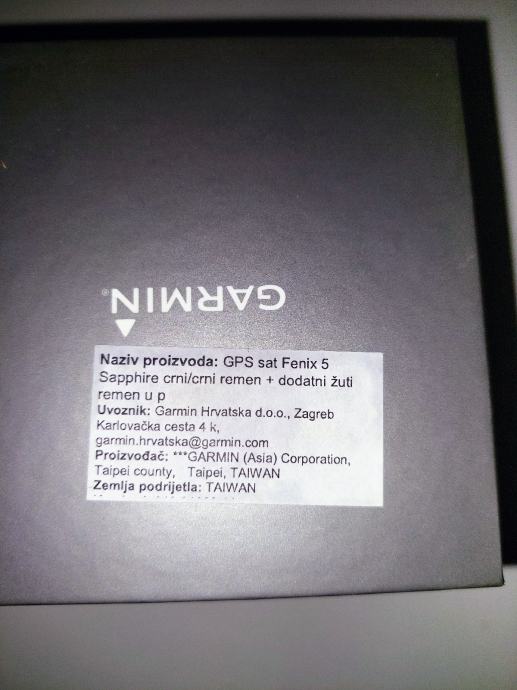 GARMIN®
Naziv proizvoda: GPS sat Fenix 5
Sapphire crni/crni remen + dodatni žuti
remen u p
Uvoznik: Garmin Hrvatska d.o.o., Zagreb
Karlovačka cesta 4 k,
garmin.hrvatska@garmin.com
Proizvođač: ***GARMIN (Asia) Corporation,
Taipei county, Taipei, TAIWAN
Zemlja podrijetla: TAIWAN